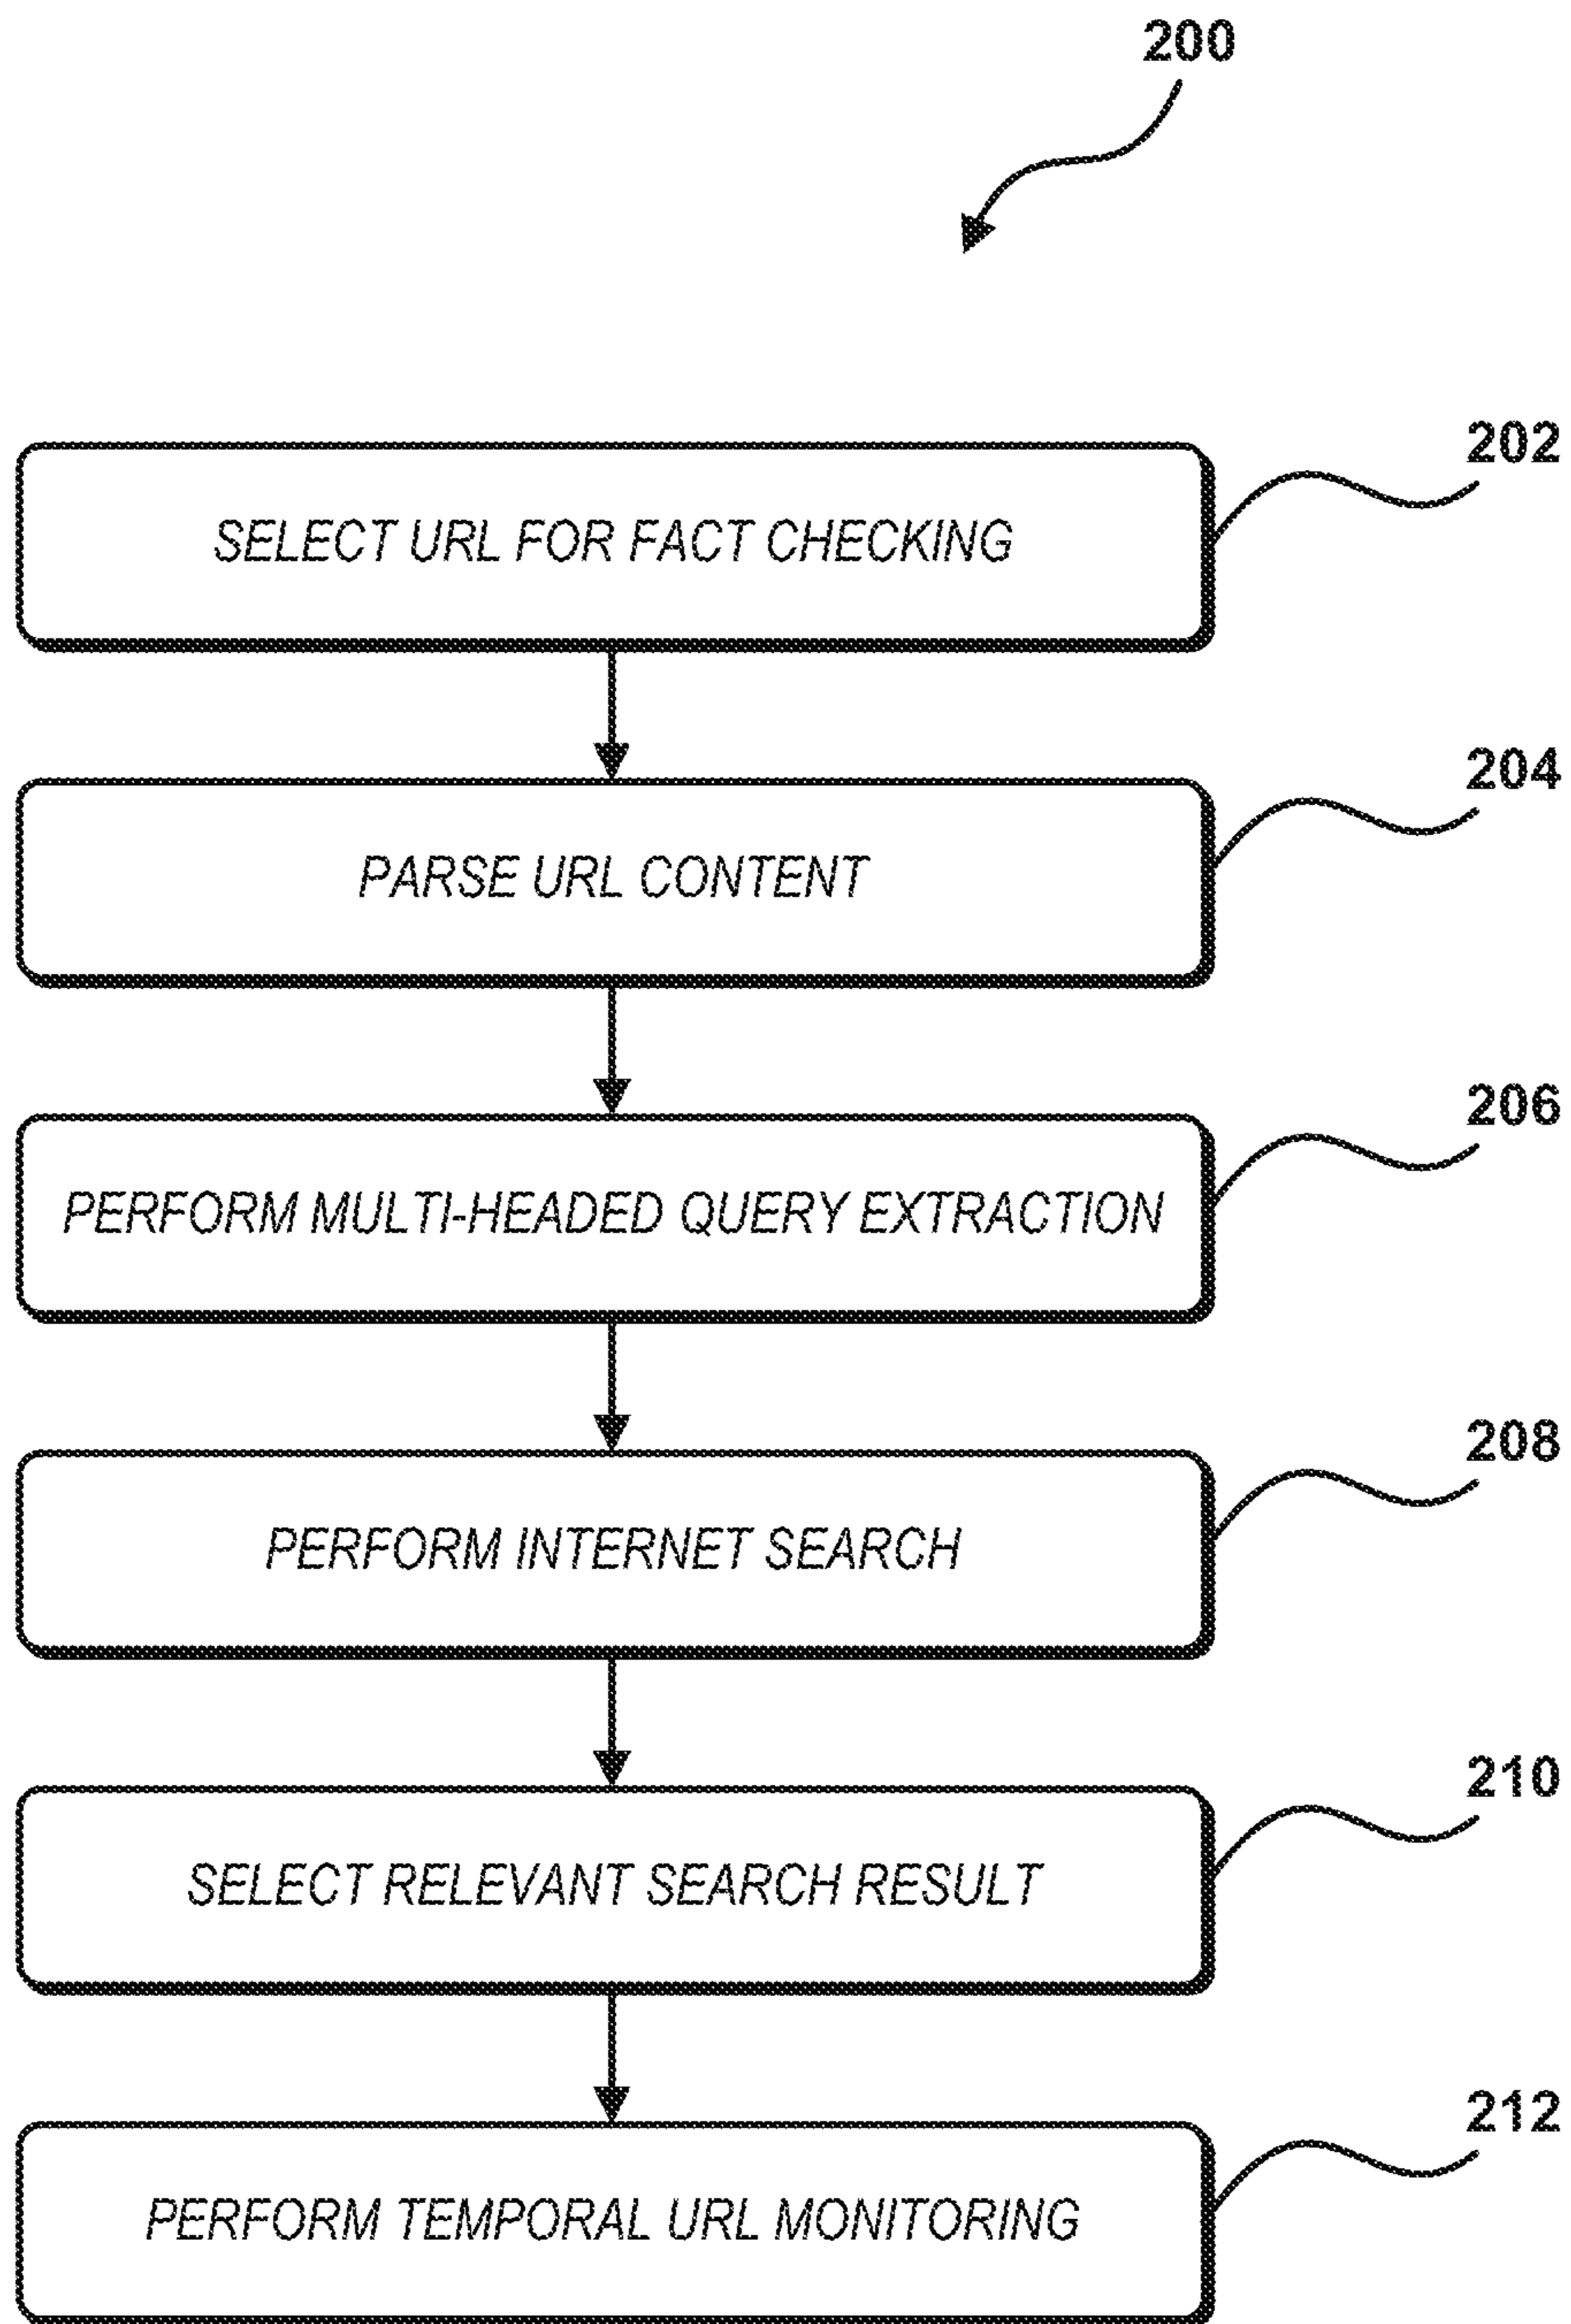 200
202
SELECT URL FOR FACT CHECKING
204
PARSE URL CONTENT
206
PERFORM MULTI-HEADED QUERY EXTRACTION
208
PERFORM INTERNET SEARCH
210
SELECT RELEVANT SEARCH RESULT
212
PERFORM TEMPORAL URL MONITORING